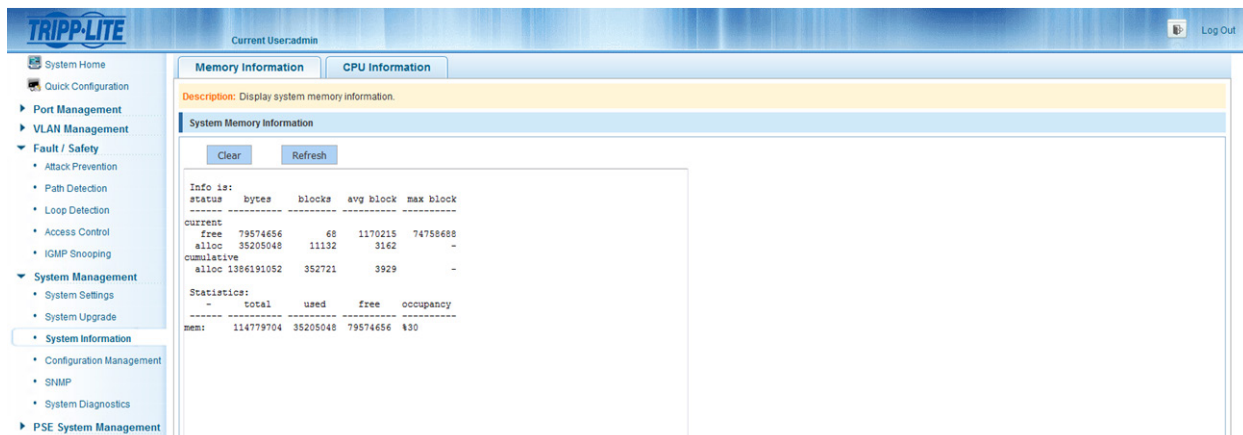 TRIPP·LITE
Current User:admin
Log Out
System Home
Quick Configuration
Port Management
VLAN Management
Fault / Safety
• Attack Prevention
• Path Detection
• Loop Detection
• Access Control
• IGMP Snooping
System Management
• System Settings
• System Upgrade
• System Information
• Configuration Management
• SNMP
• System Diagnostics
PSE System Management
Memory Information CPU Information
Description: Display system memory information.
System Memory Information
Clear Refresh
Info is:
status bytes blocks avg block max block
------ ---------- --------- ---------- ----------
current
free 79574656 68 1170215 74758688
alloc 35205048 11132 3162 -
cumulative
alloc 1386191052 352721 3929 -
Statistics:
- total used free occupancy
------ ---------- --------- ---------- ----------
mem: 114779704 35205048 79574656 %30